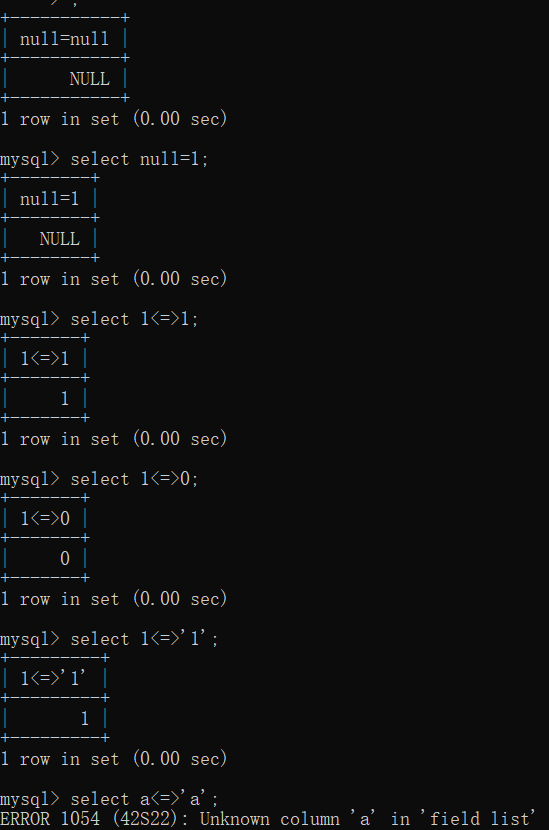 +-----------+
| null=null |
+-----------+
|      NULL |
+-----------+
1 row in set (0.00 sec)
mysql> select null=1;
+--------+
| null=1 |
+--------+
|   NULL |
+--------+
1 row in set (0.00 sec)
mysql> select 1<=>1;
+-------+
| 1<=>1 |
+-------+
|     1 |
+-------+
1 row in set (0.00 sec)
mysql> select 1<=>0;
+-------+
| 1<=>0 |
+-------+
|     0 |
+-------+
1 row in set (0.00 sec)
mysql> select 1<=>'1';
+---------+
| 1<=>'1' |
+---------+
|       1 |
+---------+
1 row in set (0.00 sec)
mysql> select a<=>'a';
ERROR 1054 (42S22): Unknown column 'a' in 'field list'